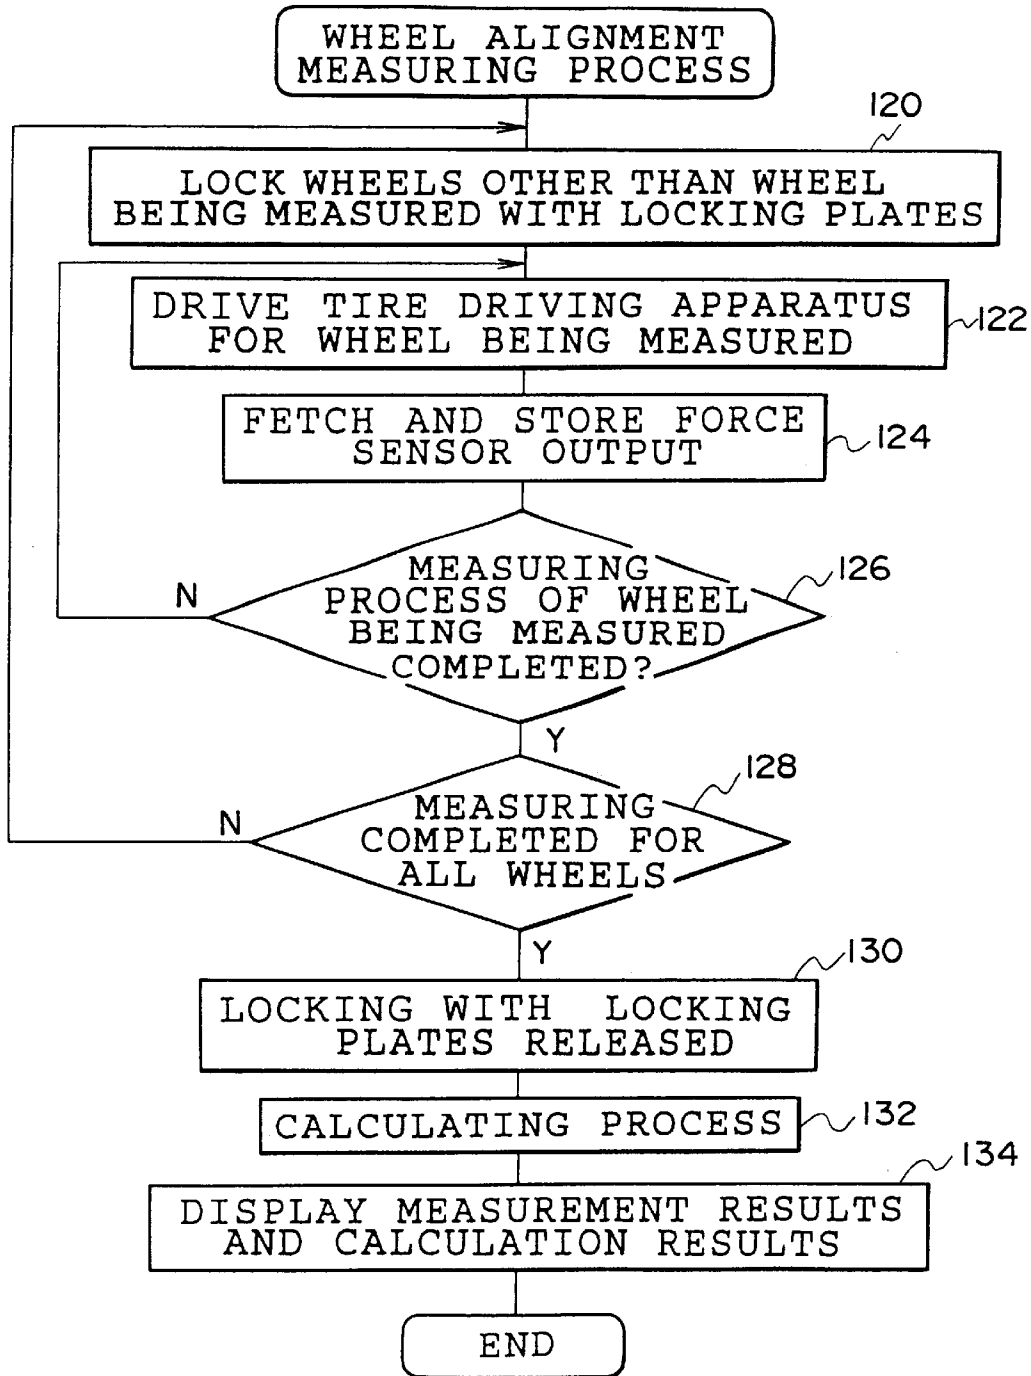 WHEEL ALIGNMENT
MEASURING PROCESS
120
LOCK WHEELS OTHER THAN WHEEL
BEING MEASURED WITH LOCKING PLATES
DRIVE TIRE DRIVING APPARATUS
FOR WHEEL BEING MEASURED
122
FETCH AND STORE FORCE
SENSOR OUTPUT
124
MEASURING
PROCESS OF WHEEL
BEING MEASURED
COMPLETED?
126
N
Y
128
MEASURING
COMPLETED FOR
ALL WHEELS
N
Y
130
LOCKING WITH LOCKING
PLATES RELEASED
CALCULATING PROCESS
132
134
DISPLAY MEASUREMENT RESULTS
AND CALCULATION RESULTS
END